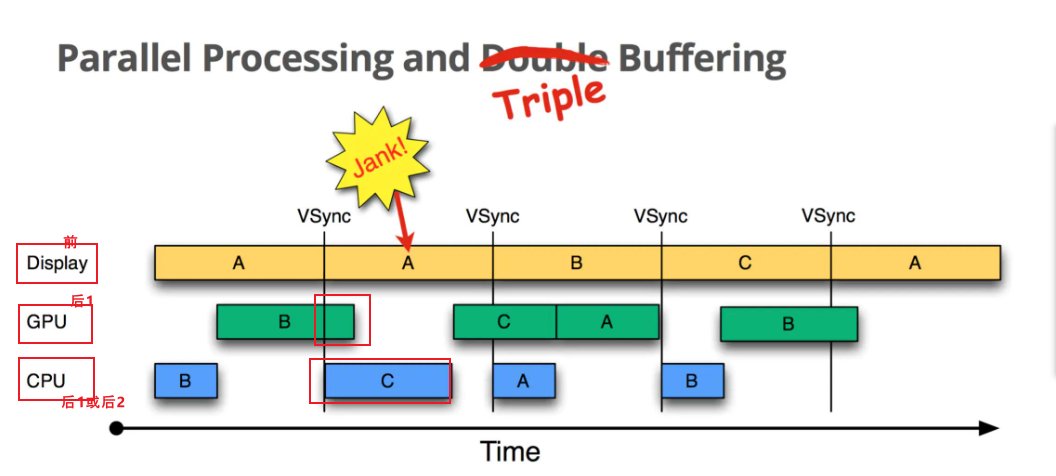 Parallel Processing and Double Buffering
Triple
Jank!
VSync VSync VSync VSync
前
Display A A B C A
后1
GPU B C A B
CPU B C A B
后1或后2
Time